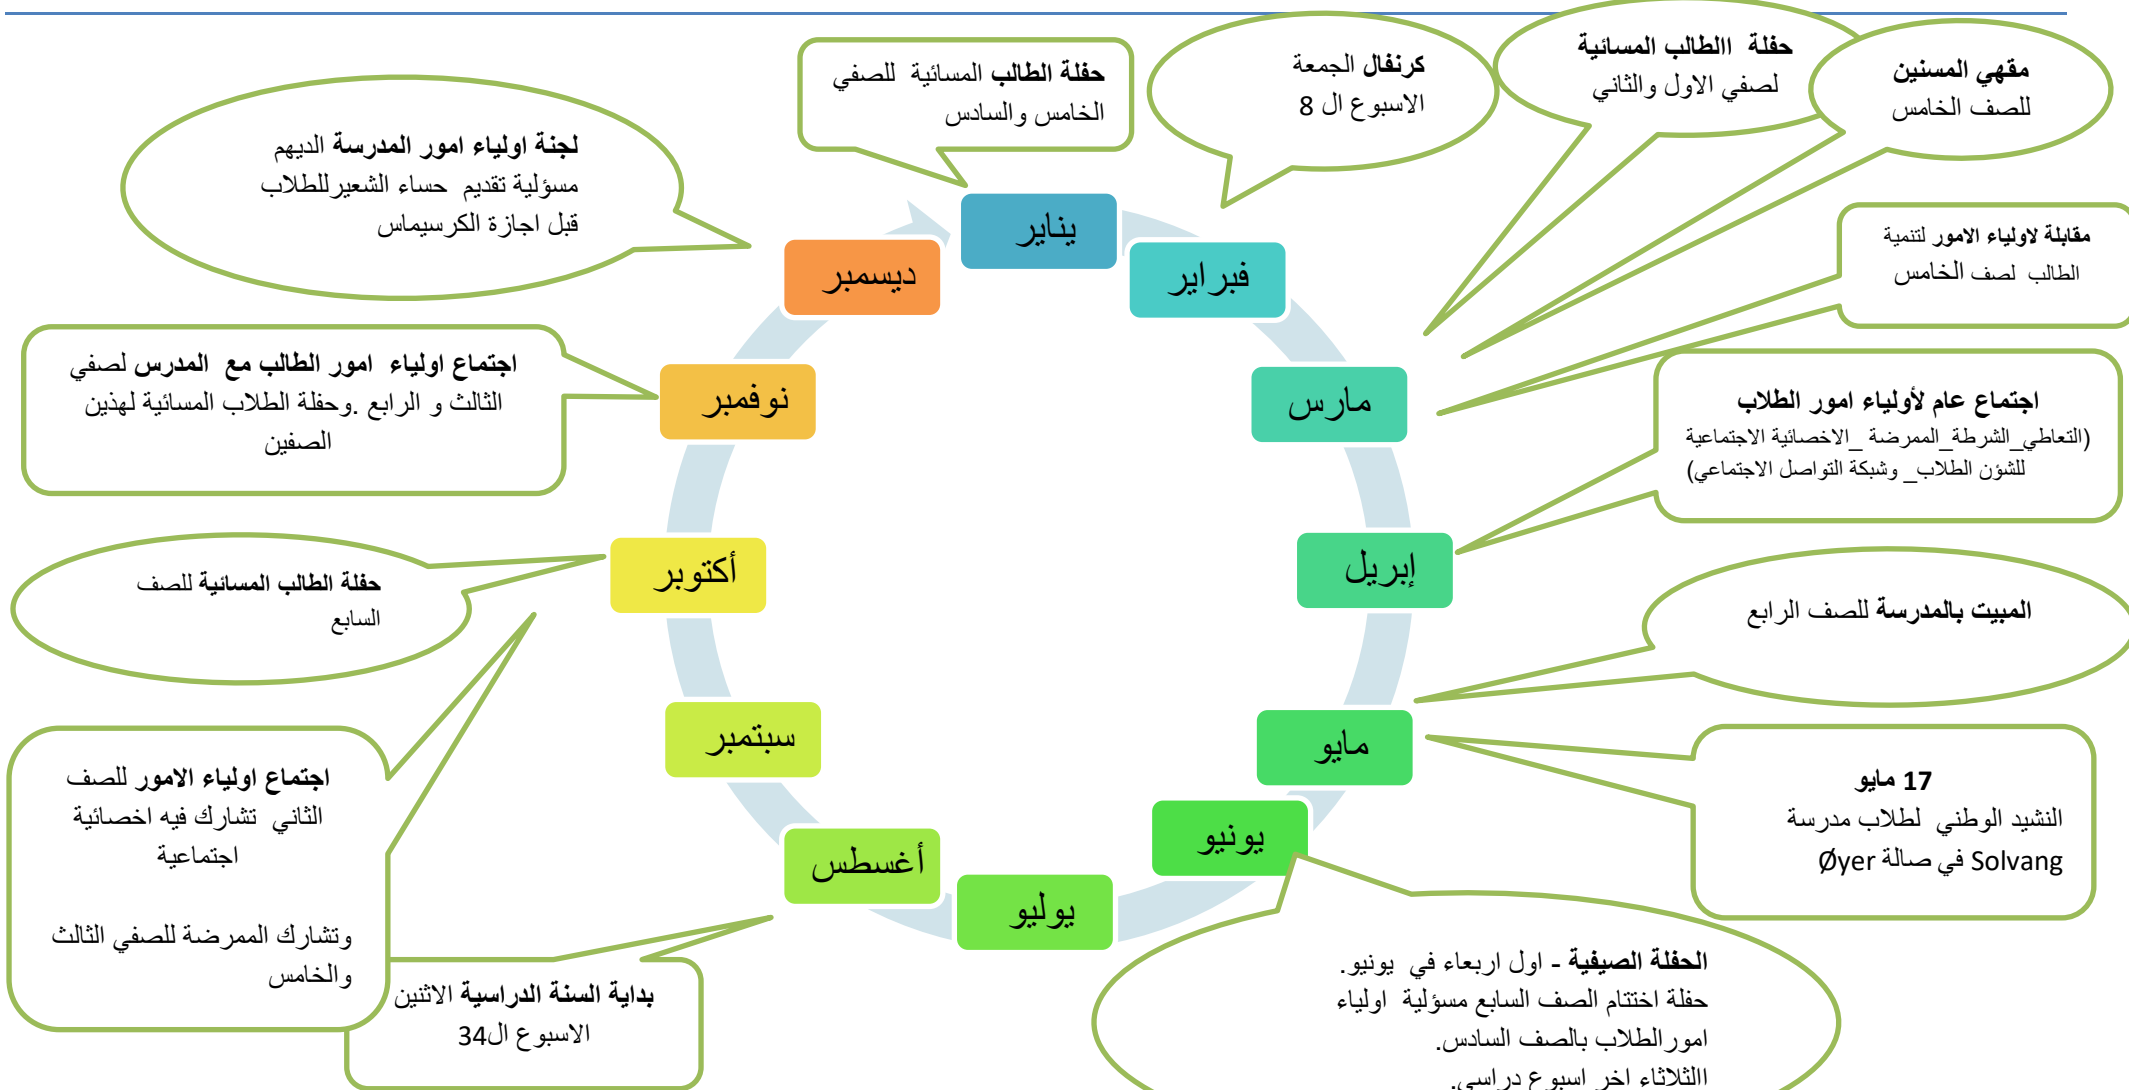 حفلة الطالب المسائية للصفي
الخامس والسادس
كرنفال الجمعة
الاسبوع ال 8
حفلة االطالب المسائية
لصفي الاول والثاني
مقهي المسنين
للصف الخامس
مقابلة لاولياء الامور لتنمية
الطالب لصف الخامس
اجتماع عام لأولياء امور الطلاب
(التعاطي_الشرطة_الممرضة _الاخصائية الاجتماعية
للشؤن الطلاب_ وشبكة التواصل الاجتماعي)
المبيت بالمدرسة للصف الرابع
17 مايو
النشيد الوطني لطلاب مدرسة
Solvang في صالة Øyer
الحفلة الصيفية - اول اربعاء في يونيو.
حفلة اختتام الصف السابع مسؤلية اولياء
امورالطلاب بالصف السادس.
االثلاثاء اخر اسبوع دراسي.
بداية السنة الدراسية الاثنين
الاسبوع ال34
اجتماع اولياء الامور للصف
الثاني تشارك فيه اخصائية
اجتماعية
وتشارك الممرضة للصفي الثالث
والخامس
حفلة الطالب المسائية للصف
السابع
اجتماع اولياء امور الطالب مع المدرس لصفي
الثالث و الرابع .وحفلة الطلاب المسائية لهذين
الصفين
لجنة اولياء امور المدرسة الديهم
مسؤلية تقديم حساء الشعيرللطلاب
قبل اجازة الكرسيماس
يناير
فبراير
مارس
إبريل
مايو
يونيو
يوليو
أغسطس
سبتمبر
أكتوبر
نوفمبر
ديسمبر